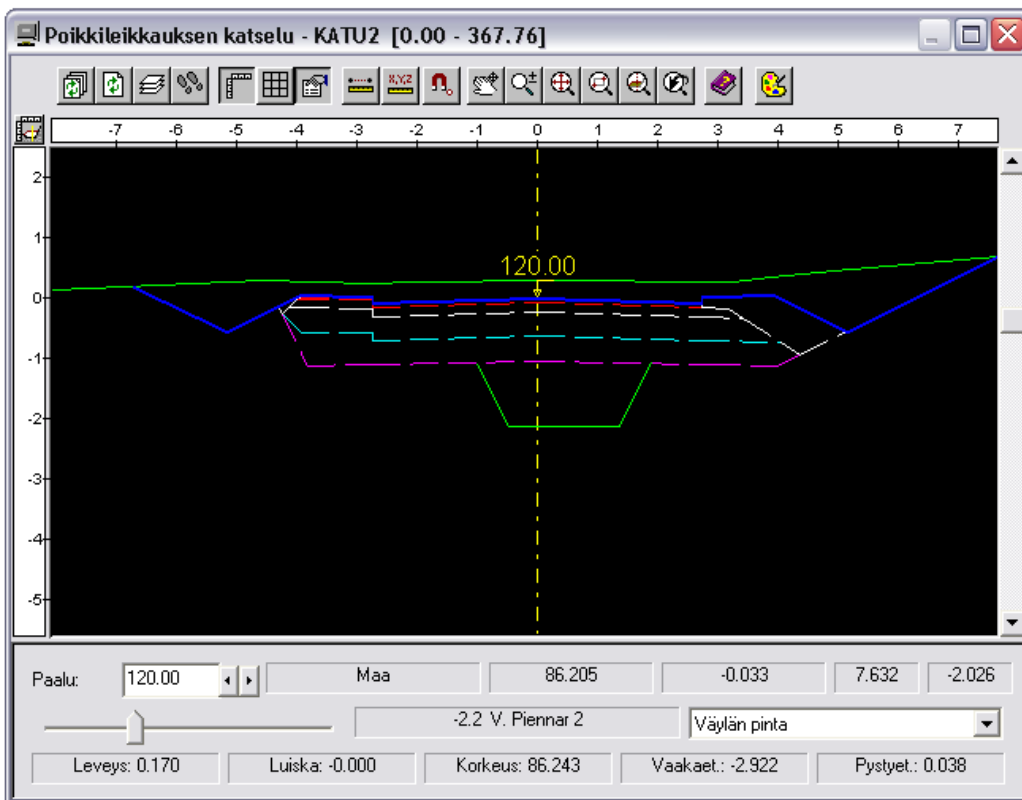 Poikkileikkauksen katselu - KATU2 [0.00 - 367.76]
X,Y,Z
-7 -6 -5 -4 -3 -2 -1 0 1 2 3 4 5 6 7
2
1
0
-1
-2
-3
-4
-5
120.00
Paalu: 120.00 Maa 86.205 -0.033 7.632 -2.026
-2.2 V. Piennar 2 Väylän pinta
Leveys: 0.170 Luiska: -0.000 Korkeus: 86.243 Vaakaet.: -2.922 Pystyet.: 0.038